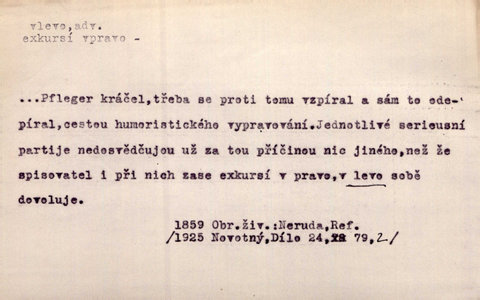 vlevo,adv.
exkursí vpravo -
...Pfleger kráčel,třeba se proti tomu vzpíral a sám to ode-
píral,cestou humoristického vypravování.Jednotlivé serieusní
partije nedosvědčujou už za tou příčinou nic jiného,než že
spisovatel i při nich zase exkursí v pravo,v levo sobě
dovoluje.
1859 Obr.živ.:Neruda,Ref.
/1925 Novotný,Dílo 24, 79,2/